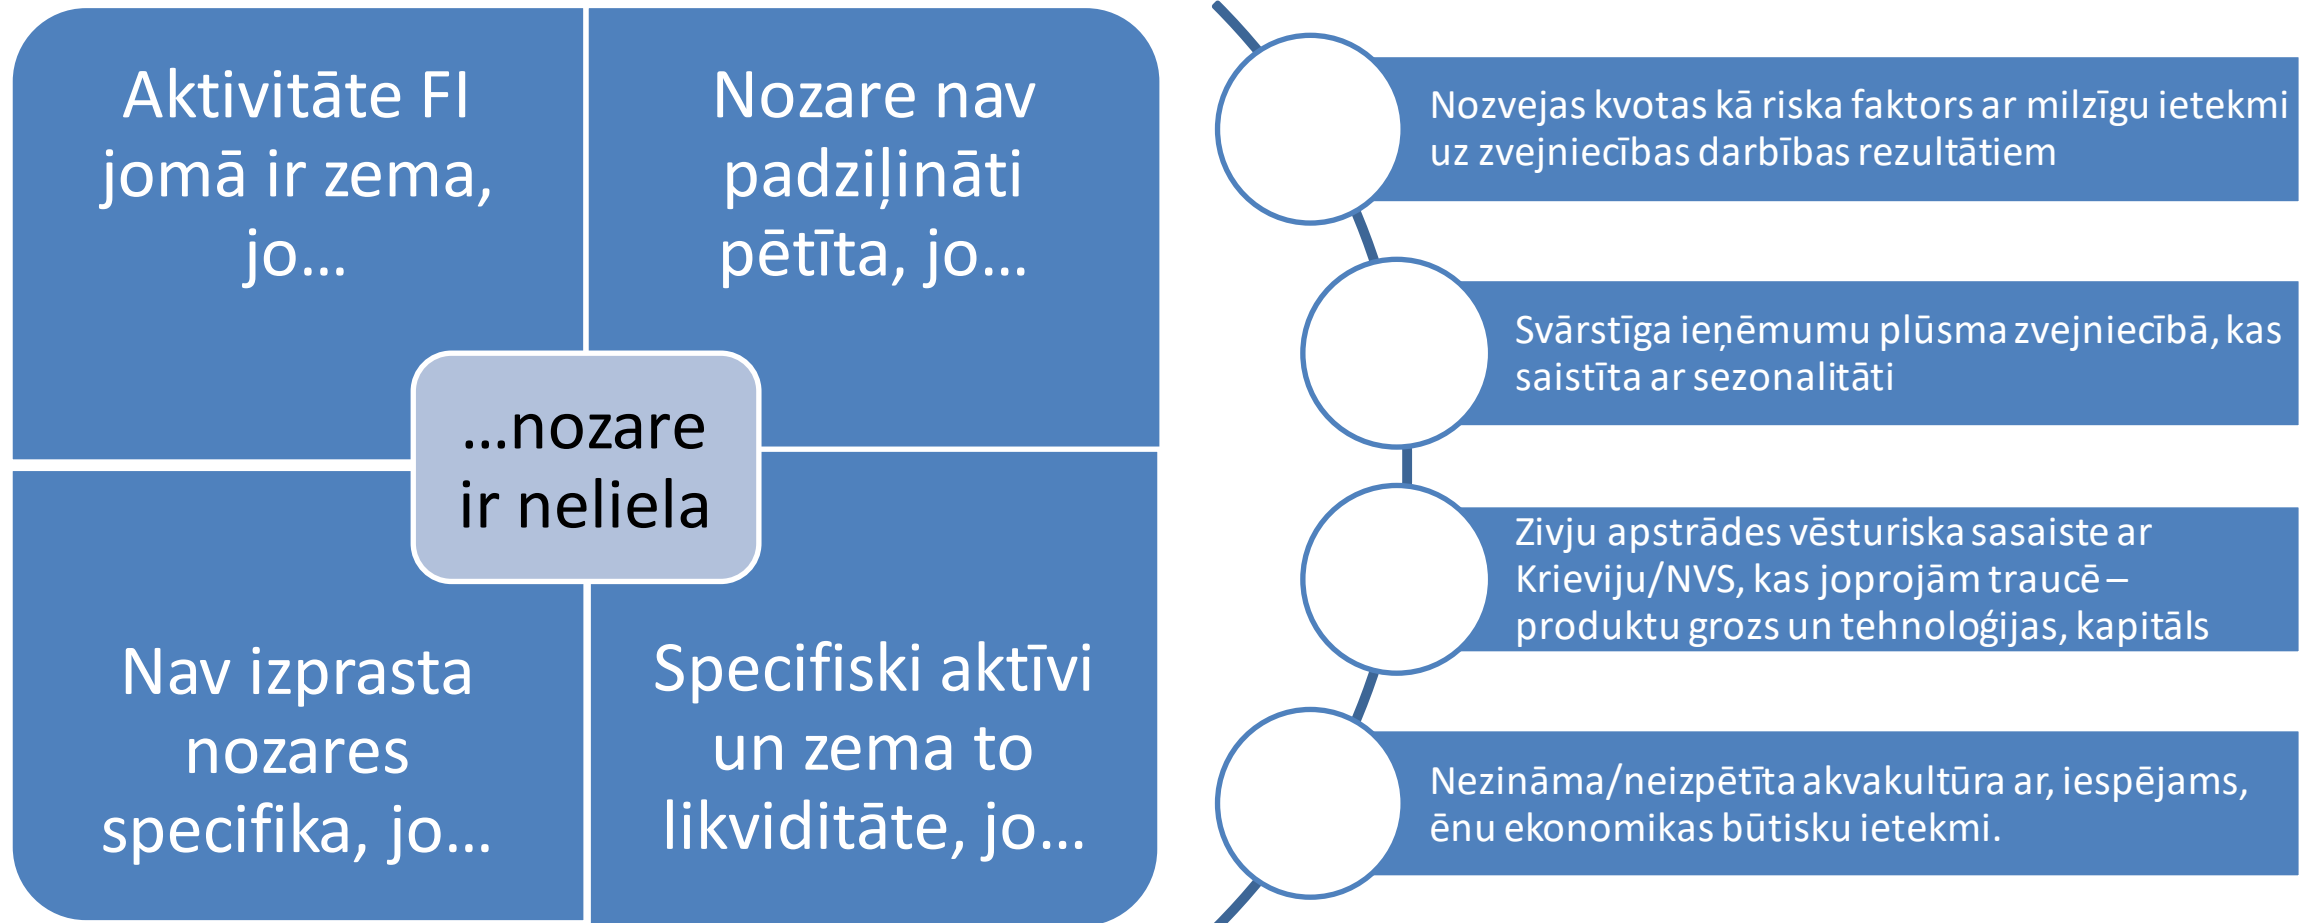 Aktivitāte FI
jomā ir zema,
jo…
Nozare nav
padziļināti
pētīta, jo…
…nozare
ir neliela
Nav izprasta
nozares
specifika, jo…
Specifiski aktīvi
un zema to
likviditāte, jo…
Nozvejas kvotas kā riska faktors ar milzīgu ietekmi
uz zvejniecības darbības rezultātiem
Svārstīga ieņēmumu plūsma zvejniecībā, kas
saistīta ar sezonalitāti
Zivju apstrādes vēsturiska sasaiste ar
Krieviju/NVS, kas joprojām traucē –
produktu grozs un tehnoloģijas, kapitāls
Nezināma/neizpētīta akvakultūra ar, iespējams,
ēnu ekonomikas būtisku ietekmi.